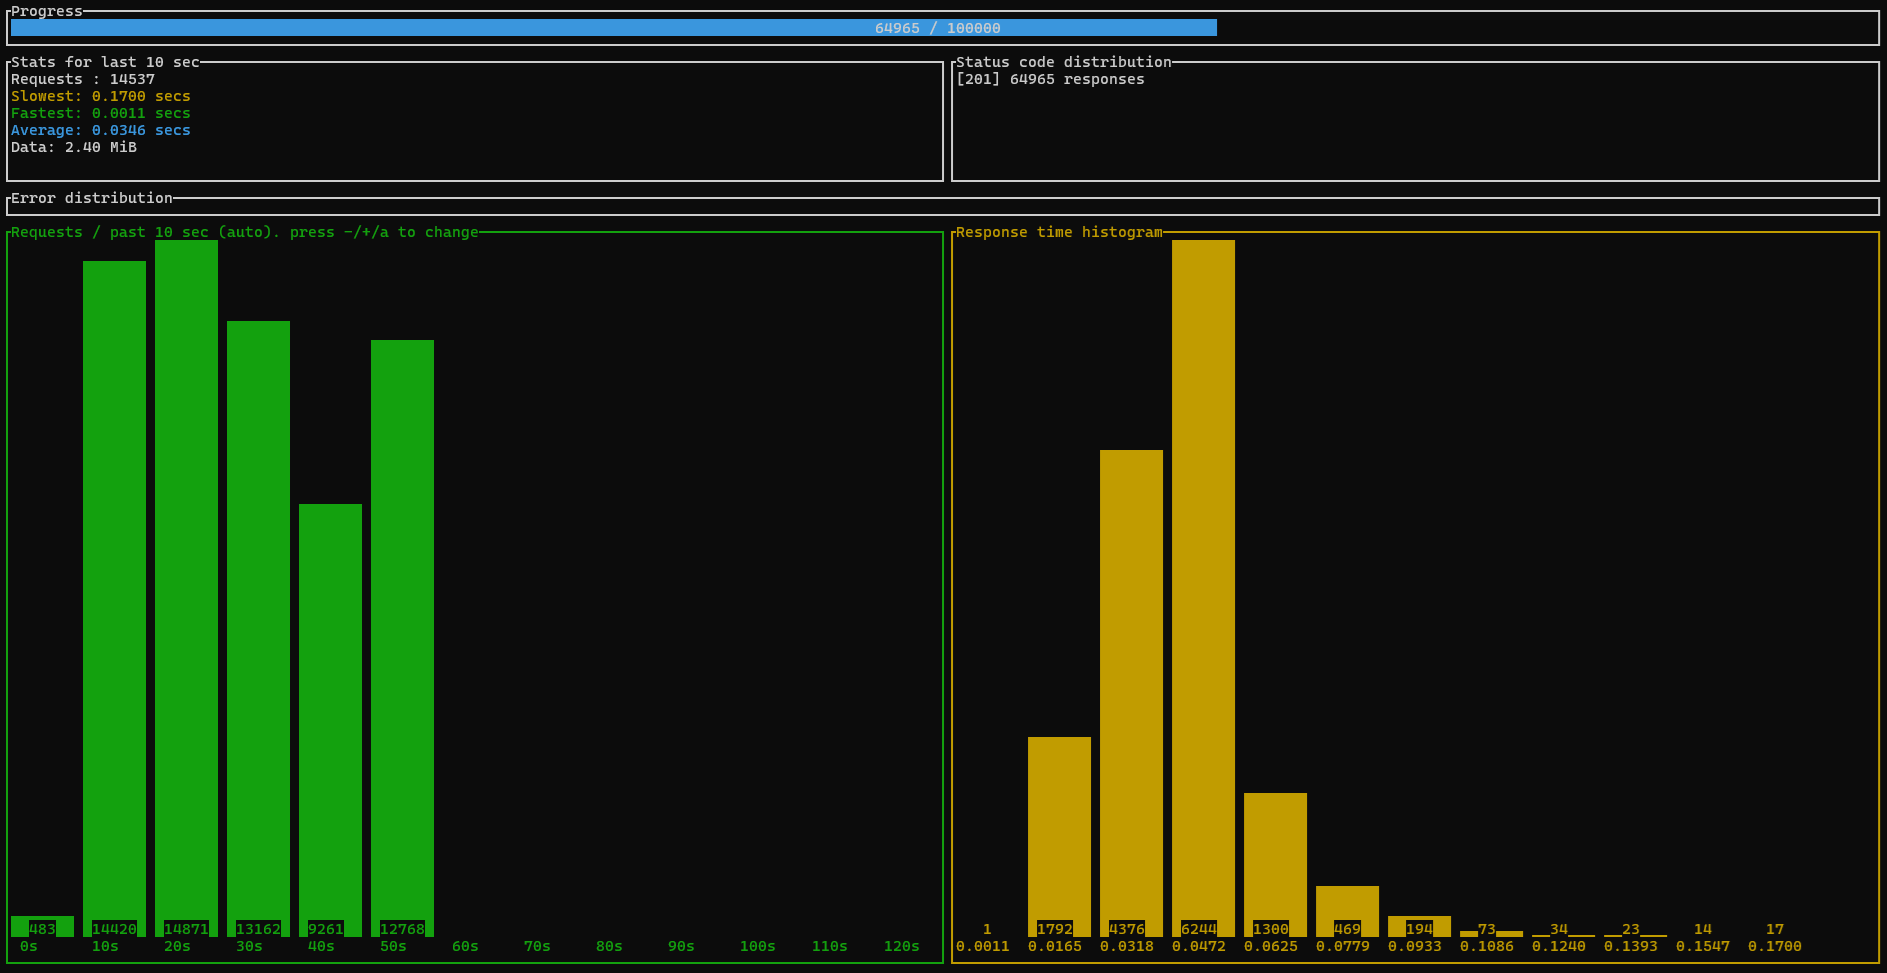 Progress
64965 / 100000
Stats for last 10 sec
Requests : 14537
Slowest: 0.1700 secs
Fastest: 0.0011 secs
Average: 0.0346 secs
Data: 2.40 MiB
Status code distribution
[201] 64965 responses
Error distribution
Requests / past 10 sec (auto). press -/+/a to change
483 14420 14871 13162 9261 12768
0s 10s 20s 30s 40s 50s 60s 70s 80s 90s 100s 110s 120s
Response time histogram
1 1792 4376 6244 1300 469 194 73 34 23 14 17
0.0011 0.0165 0.0318 0.0472 0.0625 0.0779 0.0933 0.1086 0.1240 0.1393 0.1547 0.1700